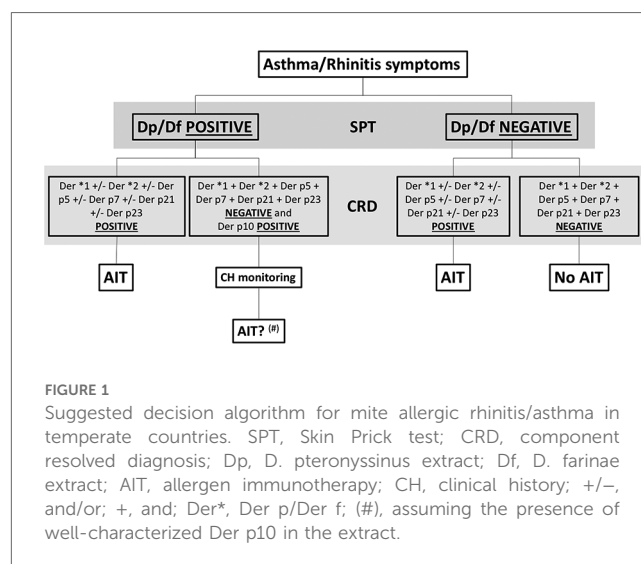 Asthma/Rhinitis symptoms
Dp/Df POSITIVE
SPT
Dp/Df NEGATIVE
Der *1 +/- Der *2 +/- Der
p5 +/- Der p7 +/- Der p21
+/- Der p23
POSITIVE
Der *1 + Der *2 + Der p5 +
Der p7 + Der p21 + Der p23
NEGATIVE and
Der p10 POSITIVE
CRD
Der *1 +/- Der *2 +/-
Der p5 +/- Der p7 +/-
Der p21 +/- Der p23
POSITIVE
Der *1 + Der *2 +
Der p5 + Der p7 +
Der p21 + Der p23
NEGATIVE
AIT
CH monitoring
AIT
No AIT
AIT? (#)
FIGURE 1
Suggested decision algorithm for mite allergic rhinitis/asthma in
temperate countries. SPT, Skin Prick test; CRD, component
resolved diagnosis; Dp, D. pteronyssinus extract; Df, D. farinae
extract; AIT, allergen immunotherapy; CH, clinical history; +/−,
and/or; +, and; Der*, Der p/Der f; (#), assuming the presence of
well-characterized Der p10 in the extract.